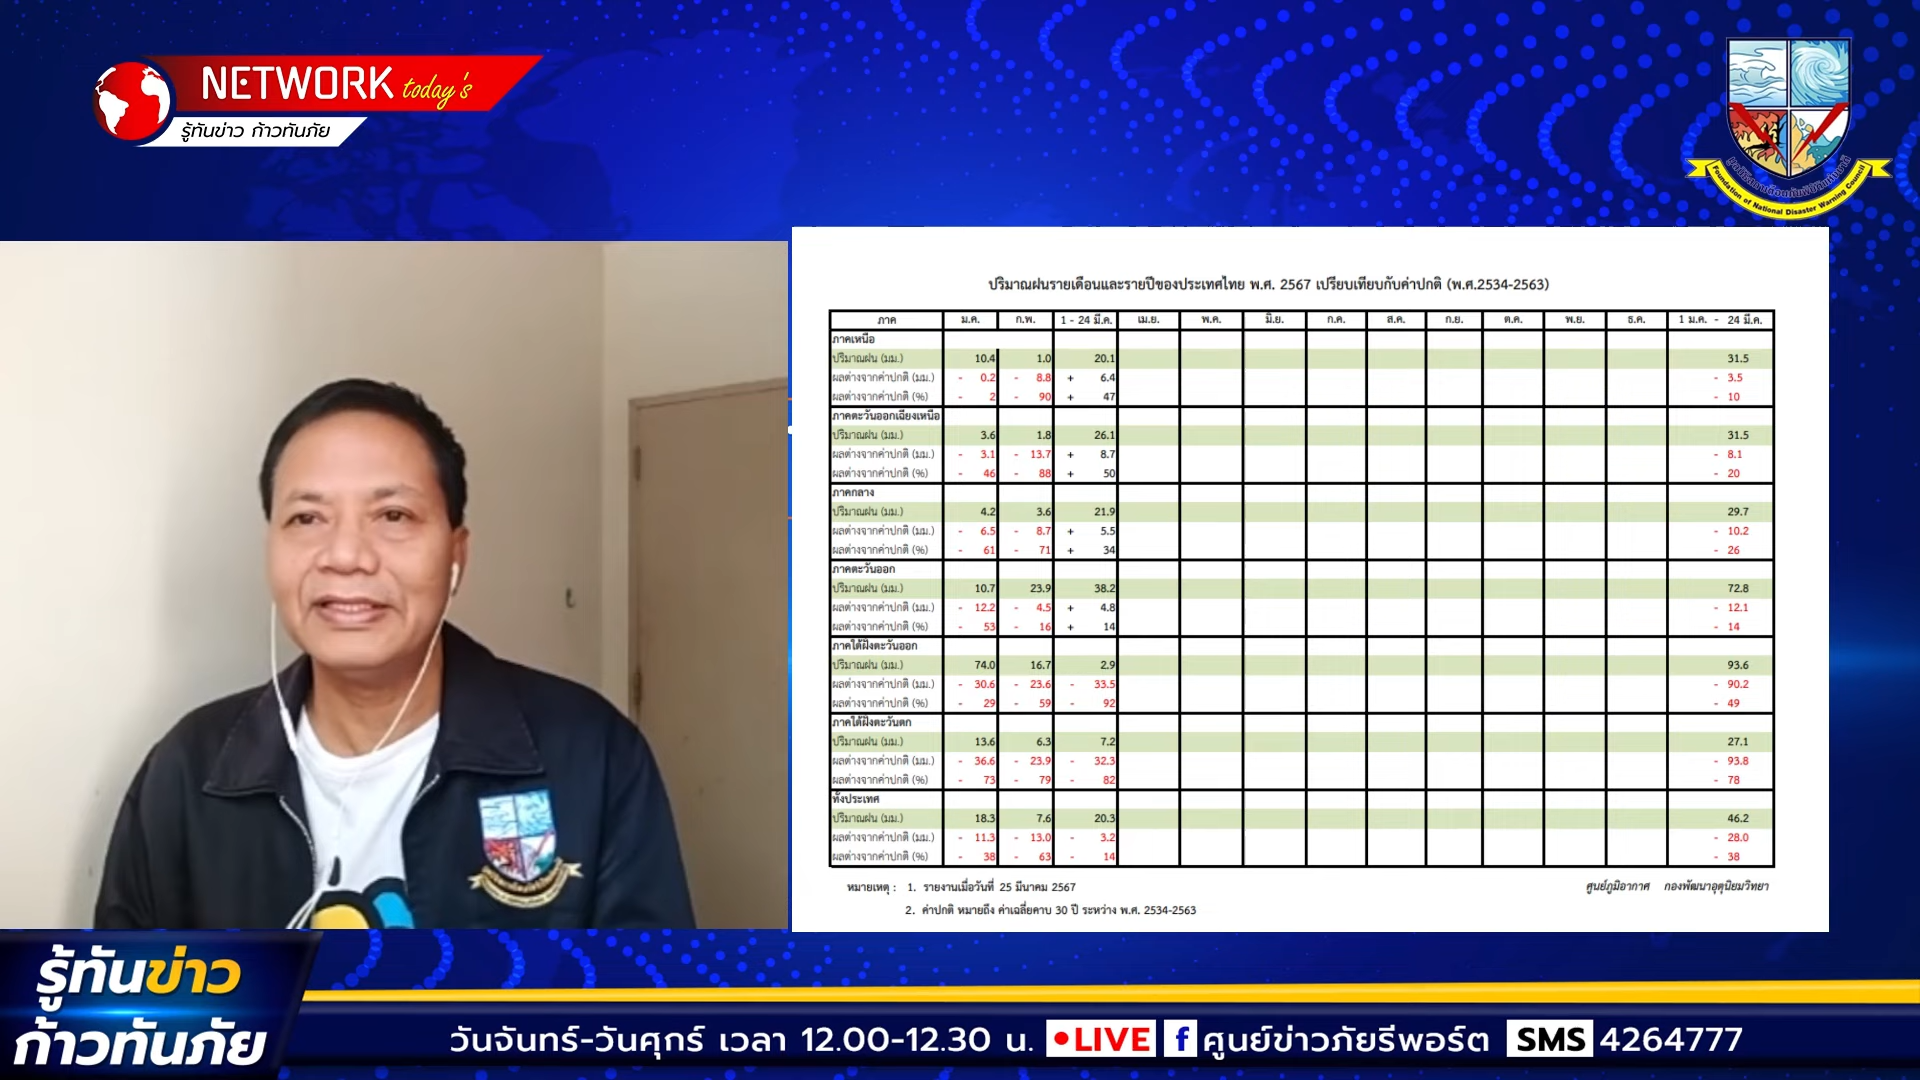 NETWORK today's
รู้ทันข่าว ก้าวทันภัย
Foundation of National Disaster Warning Council
ปริมาณฝนรายเดือนและรายปีของประเทศไทย พ.ศ. 2567 เปรียบเทียบกับค่าปกติ (พ.ศ.2534-2563)
ภาค ม.ค. ก.พ. 1 - 24 มี.ค. เม.ย. พ.ค. มิ.ย. ก.ค. ส.ค. ก.ย. ต.ค. พ.ย. ธ.ค. 1 ม.ค. - 24 มี.ค.
ภาคเหนือ
ปริมาณฝน (มม.) 10.4 1.0 20.1 31.5
ผลต่างจากค่าปกติ (มม.) - 0.2 - 8.8 + 6.4 - 3.5
ผลต่างจากค่าปกติ (%) - 2 - 90 + 47 - 10
ภาคตะวันออกเฉียงเหนือ
ปริมาณฝน (มม.) 3.6 1.8 26.1 31.5
ผลต่างจากค่าปกติ (มม.) - 3.1 - 13.7 + 8.7 - 8.1
ผลต่างจากค่าปกติ (%) - 46 - 88 + 50 - 20
ภาคกลาง
ปริมาณฝน (มม.) 4.2 3.6 21.9 29.7
ผลต่างจากค่าปกติ (มม.) - 6.5 - 8.7 + 5.5 - 10.2
ผลต่างจากค่าปกติ (%) - 61 - 71 + 34 - 26
ภาคตะวันออก
ปริมาณฝน (มม.) 10.7 23.9 38.2 72.8
ผลต่างจากค่าปกติ (มม.) - 12.2 - 4.5 + 4.8 - 12.1
ผลต่างจากค่าปกติ (%) - 53 - 16 + 14 - 14
ภาคใต้ฝั่งตะวันออก
ปริมาณฝน (มม.) 74.0 16.7 2.9 93.6
ผลต่างจากค่าปกติ (มม.) - 30.6 - 23.6 - 33.5 - 90.2
ผลต่างจากค่าปกติ (%) - 29 - 59 - 92 - 49
ภาคใต้ฝั่งตะวันตก
ปริมาณฝน (มม.) 13.6 6.3 7.2 27.1
ผลต่างจากค่าปกติ (มม.) - 36.6 - 23.9 - 32.3 - 93.8
ผลต่างจากค่าปกติ (%) - 73 - 79 - 82 - 78
ทั้งประเทศ
ปริมาณฝน (มม.) 18.3 7.6 20.3 46.2
ผลต่างจากค่าปกติ (มม.) - 11.3 - 13.0 - 3.2 - 28.0
ผลต่างจากค่าปกติ (%) - 38 - 63 - 14 - 38
หมายเหตุ : 1. รายงานเมื่อวันที่ 25 มีนาคม 2567 ศูนย์ภูมิอากาศ กองพัฒนาอุตุนิยมวิทยา
2. ค่าปกติ หมายถึง ค่าเฉลี่ยคาบ 30 ปี ระหว่าง พ.ศ. 2534-2563
รู้ทันข่าว
ก้าวทันภัย
วันจันทร์-วันศุกร์ เวลา 12.00-12.30 น. LIVE f ศูนย์ข่าวภัยรีพอร์ต SMS 4264777